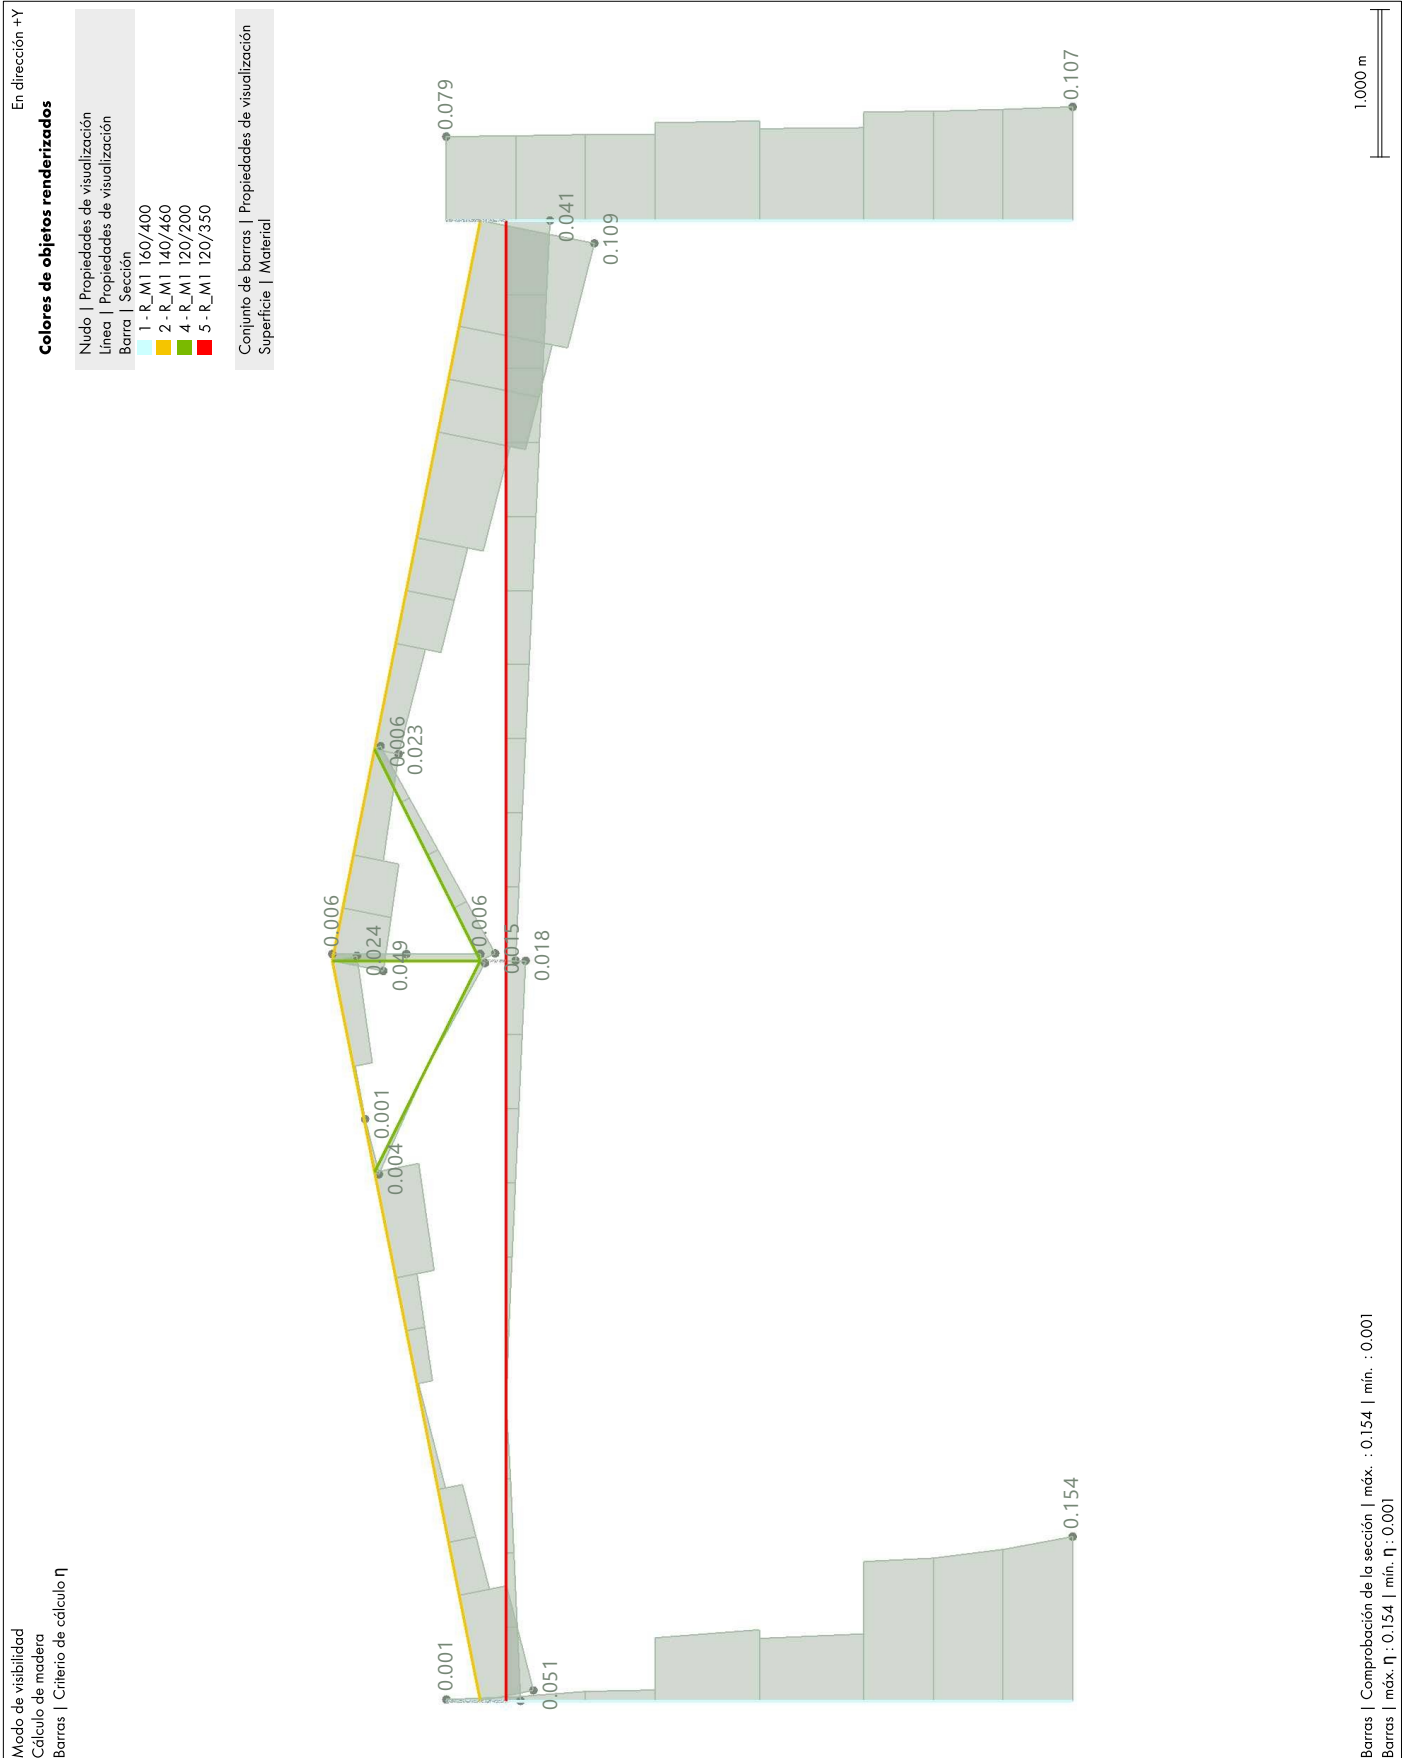 Modo de visibilidad
Cálculo de madera
Barras | Criterio de cálculo η
En dirección +Y
Colores de objetos renderizados
Nudo | Propiedades de visualización
Línea | Propiedades de visualización
Barra | Sección
1 - R_M1 160/400
2 - R_M1 140/460
4 - R_M1 120/200
5 - R_M1 120/350
Conjunto de barras | Propiedades de visualización
Superficie | Material
0.006
0.024
0.049
0.001
0.004
0.006
0.023
0.006
0.015
0.018
0.001
0.051
0.079
0.041
0.109
0.154
0.107
1.000 m
Barras | Comprobación de la sección | máx. : 0.154 | mín. : 0.001
Barras | máx. η : 0.154 | mín. η : 0.001